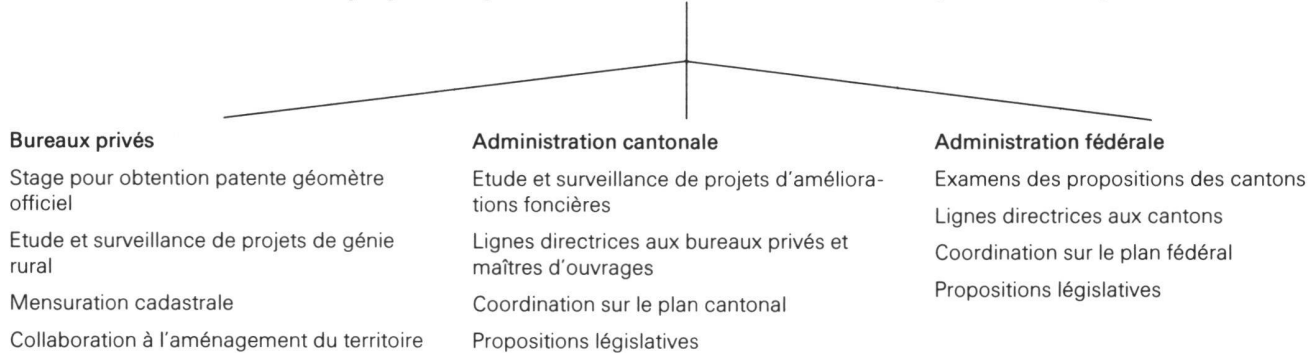 Bureaux privés
Stage pour obtention patente géomètre
officiel
Etude et surveillance de projets de génie
rural
Mensuration cadastrale
Collaboration à l'aménagement du territoire
Administration cantonale
Etude et surveillance de projets d'améliora-
tions foncières
Lignes directrices aux bureaux privés et
maîtres d'ouvrages
Coordination sur le plan cantonal
Propositions législatives
Administration fédérale
Examens des propositions des cantons
Lignes directrices aux cantons
Coordination sur le plan fédéral
Propositions législatives